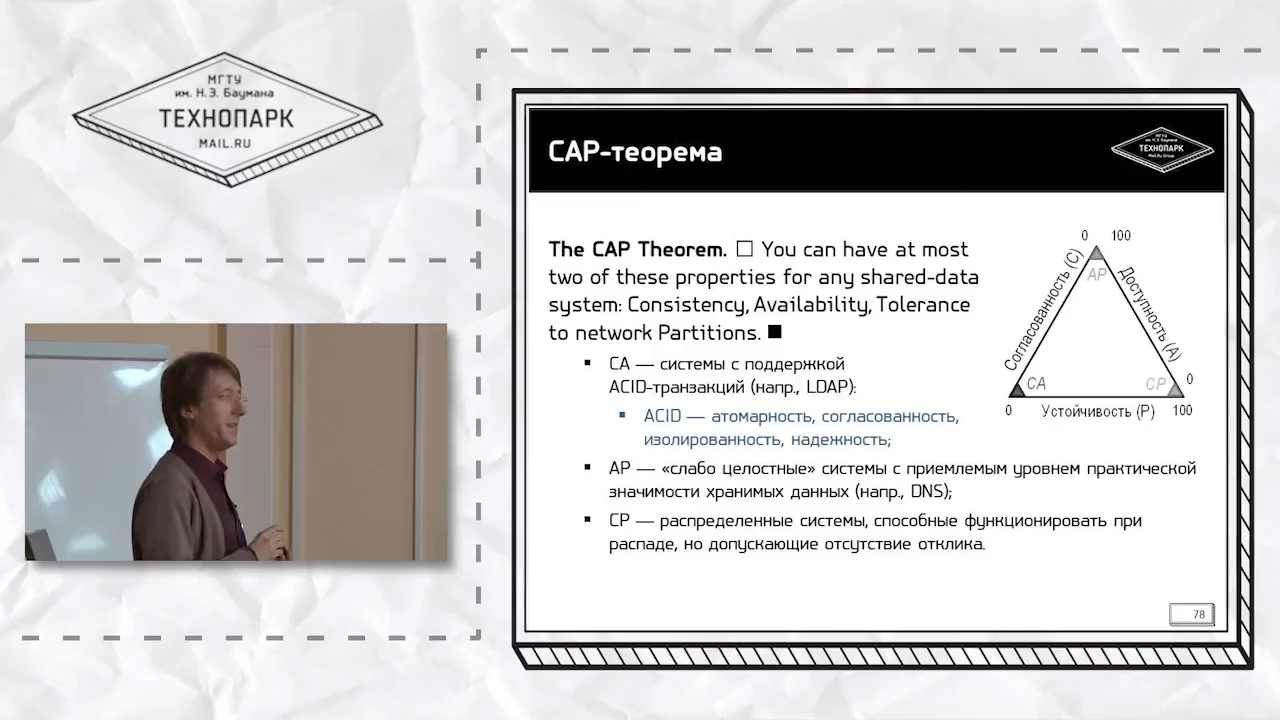 МГТУ
им. Н.Э. Баумана
ТЕХНОПАРК
MAIL.RU
CAP-теорема
МГТУ
им. Н.Э. Баумана
ТЕХНОПАРК
Mail.Ru Group
The CAP Theorem. □ You can have at most
two of these properties for any shared-data
system: Consistency, Availability, Tolerance
to network Partitions. ■
▪ CA — системы с поддержкой
ACID-транзакций (напр., LDAP):
▪ ACID — атомарность, согласованность,
изолированность, надежность;
▪ AP — «слабо целостные» системы с приемлемым уровнем практической
значимости хранимых данных (напр., DNS);
▪ CP — распределенные системы, способные функционировать при
распаде, но допускающие отсутствие отклика.
0 100
AP
Согласованность (C)
Доступность (A)
CA
CP
0
0 Устойчивость (P) 100
78